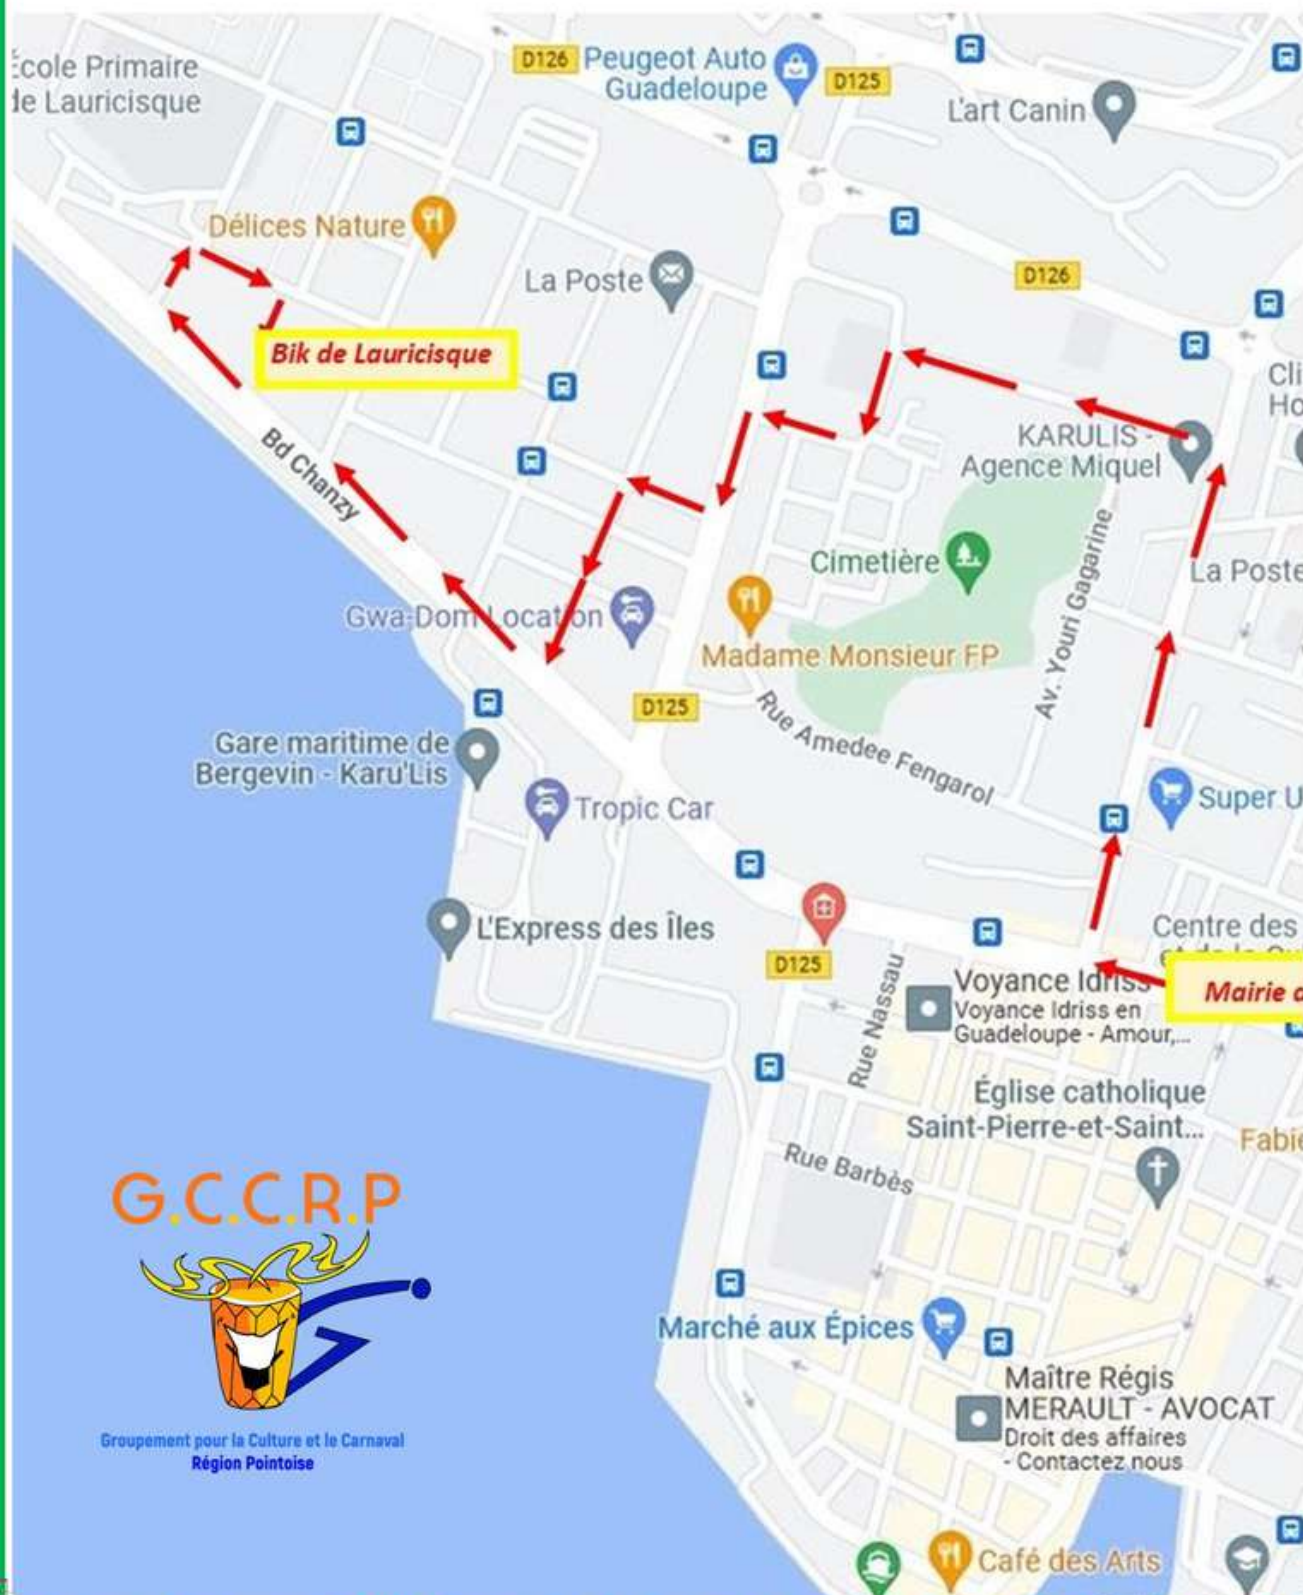 École Primaire
de Lauricisque
D126
Peugeot Auto
Guadeloupe
D125
L'art Canin
Délices Nature
La Poste
D126
Bik de Lauricisque
Cli
Ho
KARULIS -
Agence Miquel
Bd Chanzy
Cimetière
Av. Youri Gagarine
La Poste
Gwa-Dom Location
Madame Monsieur FP
D125
Rue Amedee Fengarol
Gare maritime de
Bergevin - Karu'Lis
Tropic Car
Super U
L'Express des Îles
Centre des
D125
Rue Nassau
Voyance Idriss
Voyance Idriss en
Guadeloupe - Amour,...
Mairie d
Église catholique
Saint-Pierre-et-Saint...
Fabie
Rue Barbès
G.C.C.R.P
Marché aux Épices
Maître Régis
MERAULT - AVOCAT
Droit des affaires
- Contactez nous
Groupement pour la Culture et le Carnaval
Région Pointoise
Café des Arts